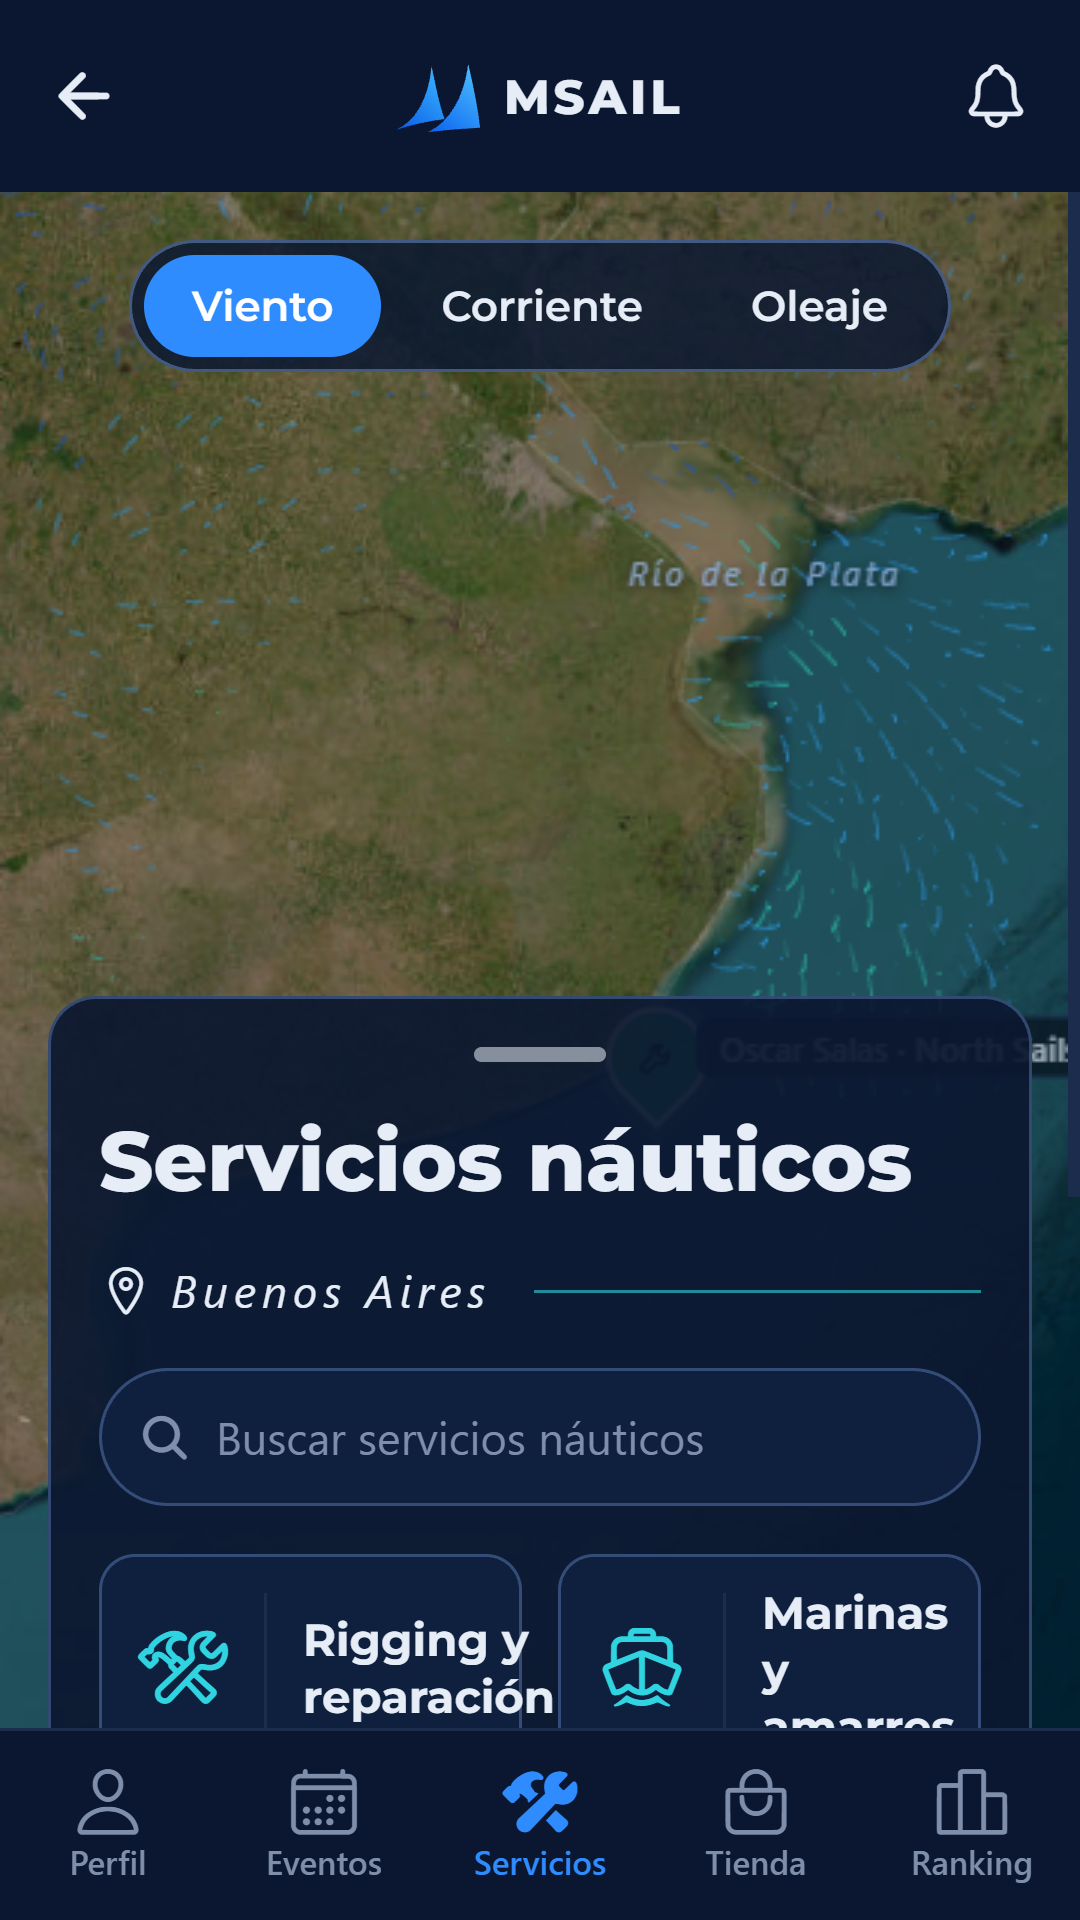 MSAIL
Viento
Corriente
Oleaje
Río de la Plata
Oscar Salas · North Sails
Servicios náuticos
Buenos Aires
Buscar servicios náuticos
Rigging y
reparación
Marinas
y
amarres
Perfil
Eventos
Servicios
Tienda
Ranking